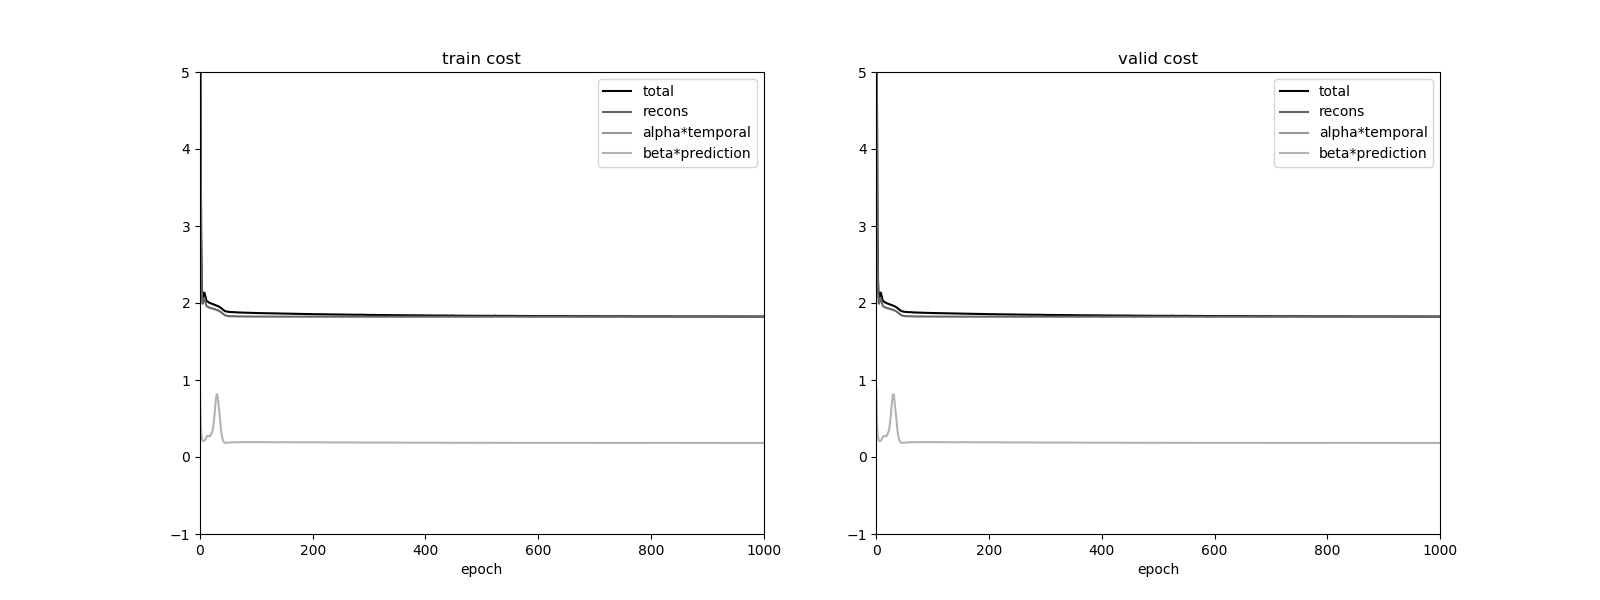 train cost
5
4
3
2
1
0
−1
0 200 400 600 800 1000
epoch
total
recons
alpha*temporal
beta*prediction
valid cost
5
4
3
2
1
0
−1
0 200 400 600 800 1000
epoch
total
recons
alpha*temporal
beta*prediction